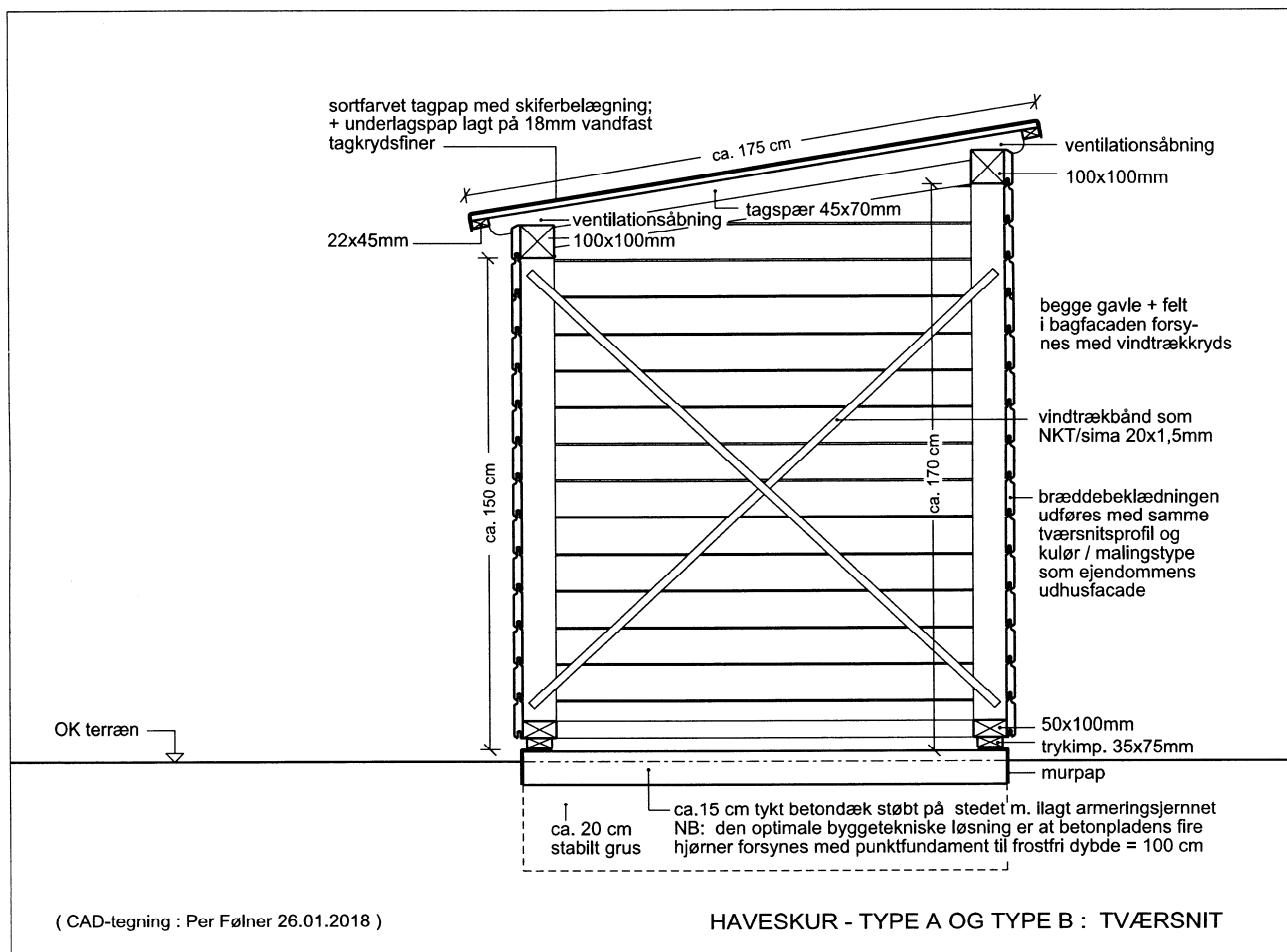 sortfarvet tagpap med skiferbelægning;
+ underlagspap lagt på 18mm vandfast
tagkrydsfiner
ca. 175 cm
ventilationsåbning
100x100mm
tagspær 45x70mm
ventilationsåbning
22x45mm
100x100mm
begge gavle + felt
i bagfacaden forsy-
nes med vindtrækkryds
vindtrækbånd som
NKT/sima 20x1,5mm
ca. 150 cm
ca. 170 cm
bræddebeklædningen
udføres med samme
tværsnitsprofil og
kulør / malingstype
som ejendommens
udhusfacade
OK terræn
50x100mm
trykimp. 35x75mm
murpap
ca. 20 cm
stabilt grus
ca.15 cm tykt betondæk støbt på stedet m. ilagt armeringsjernnet
NB: den optimale byggetekniske løsning er at betonpladens fire
hjørner forsynes med punktfundament til frostfri dybde = 100 cm
( CAD-tegning : Per Følner 26.01.2018 )
HAVESKUR - TYPE A OG TYPE B : TVÆRSNIT